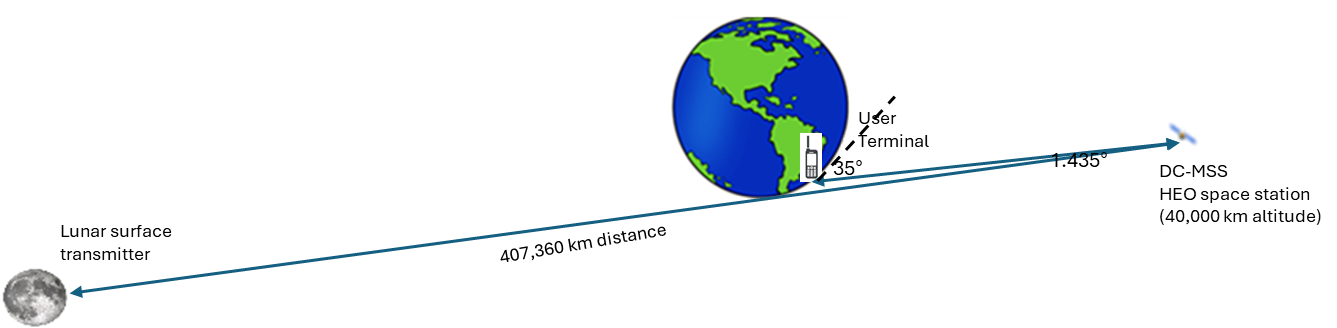 User
Terminal
35°
1.435°
DC-MSS
HEO space station
(40,000 km altitude)
Lunar surface
transmitter
407,360 km distance